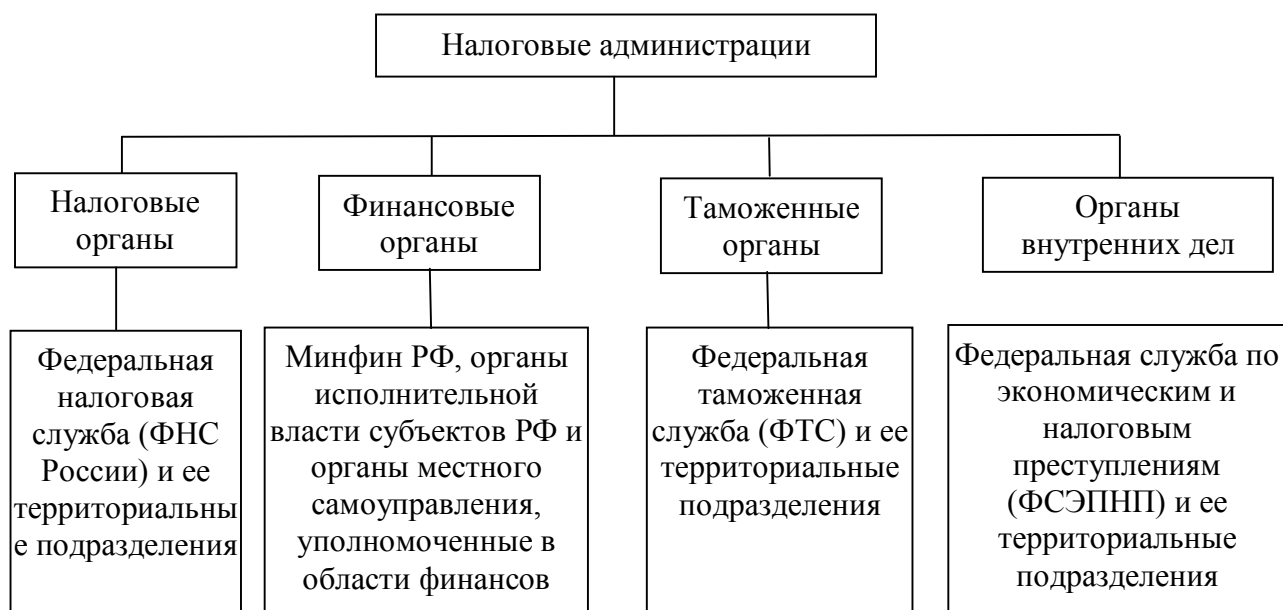 Налоговые администрации
Налоговые
органы
Финансовые
органы
Таможенные
органы
Органы
внутренних дел
Федеральная
налоговая
служба (ФНС
России) и ее
территориальны
е подразделения
Минфин РФ, органы
исполнительной
власти субъектов РФ и
органы местного
самоуправления,
уполномоченные в
области финансов
Федеральная
таможенная
служба (ФТС) и ее
территориальные
подразделения
Федеральная служба по
экономическим и
налоговым
преступлениям
(ФСЭПНП) и ее
территориальные
подразделения